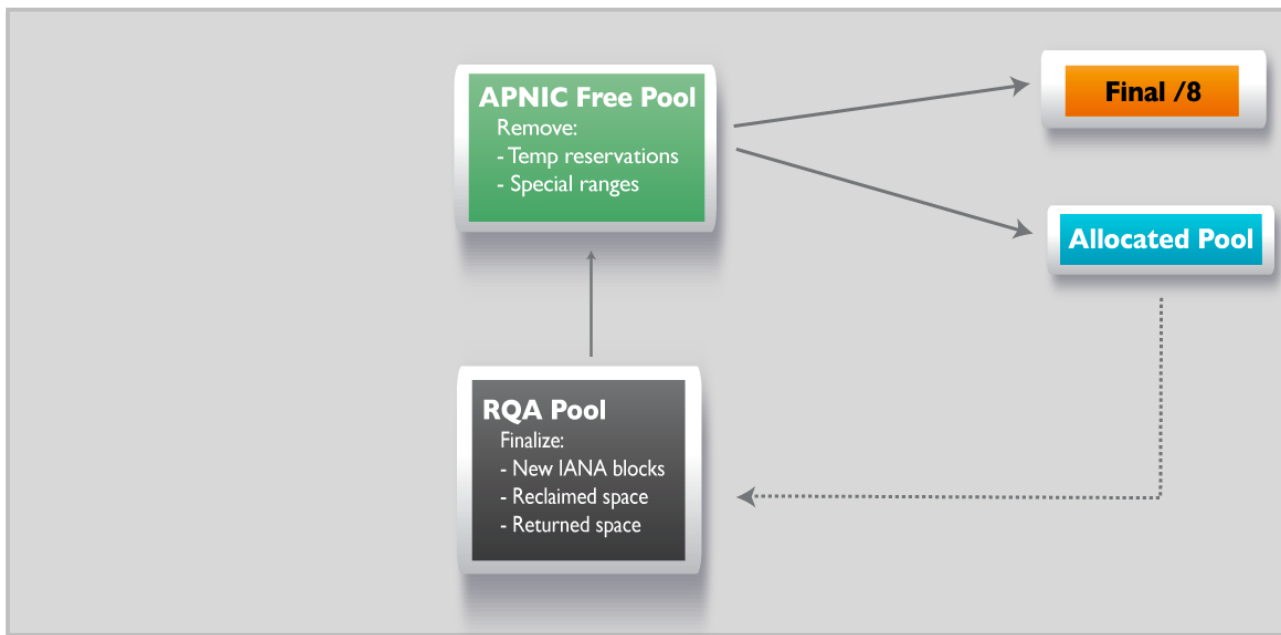 APNIC Free Pool
Remove:
- Temp reservations
- Special ranges
Final /8
Allocated Pool
RQA Pool
Finalize:
- New IANA blocks
- Reclaimed space
- Returned space